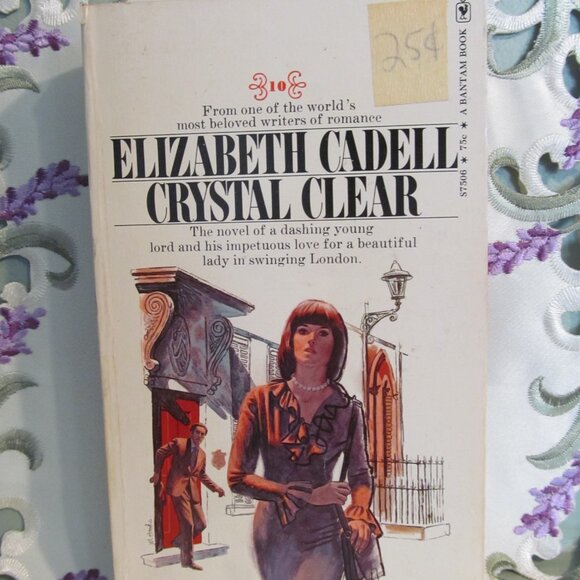 25¢
10
From one of the world's
most beloved writers of romance
ELIZABETH CADELL
CRYSTAL CLEAR
The novel of a dashing young
lord and his impetuous love for a beautiful
lady in swinging London.
S7506 ★ 75c ★ A BANTAM BOOK